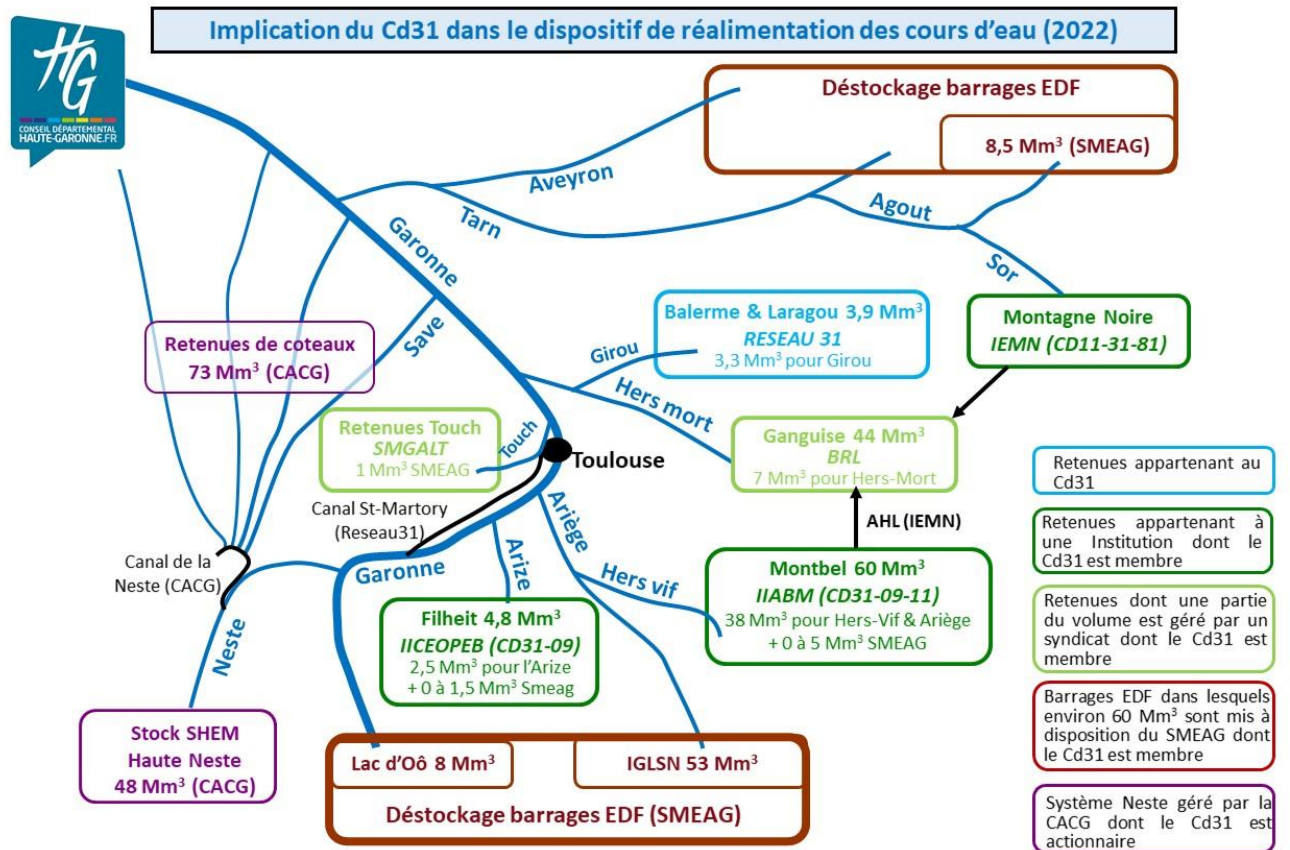 Implication du Cd31 dans le dispositif de réalimentation des cours d'eau (2022)
HG
CONSEIL DÉPARTEMENTAL
HAUTE-GARONNE.FR
Déstockage barrages EDF
8,5 Mm³ (SMEAG)
Aveyron
Tarn
Agout
Sor
Garonne
Save
Retenues de coteaux
73 Mm³ (CACG)
Balerme & Laragou 3,9 Mm³
RESEAU 31
3,3 Mm³ pour Girou
Girou
Hers mort
Montagne Noire
IEMN (CD11-31-81)
Retenues Touch
SMGALT
1 Mm³ SMEAG
Touch
Toulouse
Ganguise 44 Mm³
BRL
7 Mm³ pour Hers-Mort
Canal St-Martory
(Reseau31)
AHL (IEMN)
Canal de la
Neste (CACG)
Garonne
Arize
Ariège
Hers vif
Neste
Filheit 4,8 Mm³
IICEOPEB (CD31-09)
2,5 Mm³ pour l'Arize
+ 0 à 1,5 Mm³ Smeag
Montbel 60 Mm³
IIABM (CD31-09-11)
38 Mm³ pour Hers-Vif & Ariège
+ 0 à 5 Mm³ SMEAG
Stock SHEM
Haute Neste
48 Mm³ (CACG)
Lac d'Oô 8 Mm³
IGLSN 53 Mm³
Déstockage barrages EDF (SMEAG)
Retenues appartenant au
Cd31
Retenues appartenant à
une Institution dont le
Cd31 est membre
Retenues dont une partie
du volume est géré par un
syndicat dont le Cd31 est
membre
Barrages EDF dans lesquels
environ 60 Mm³ sont mis à
disposition du SMEAG dont
le Cd31 est membre
Système Neste géré par la
CACG dont le Cd31 est
actionnaire